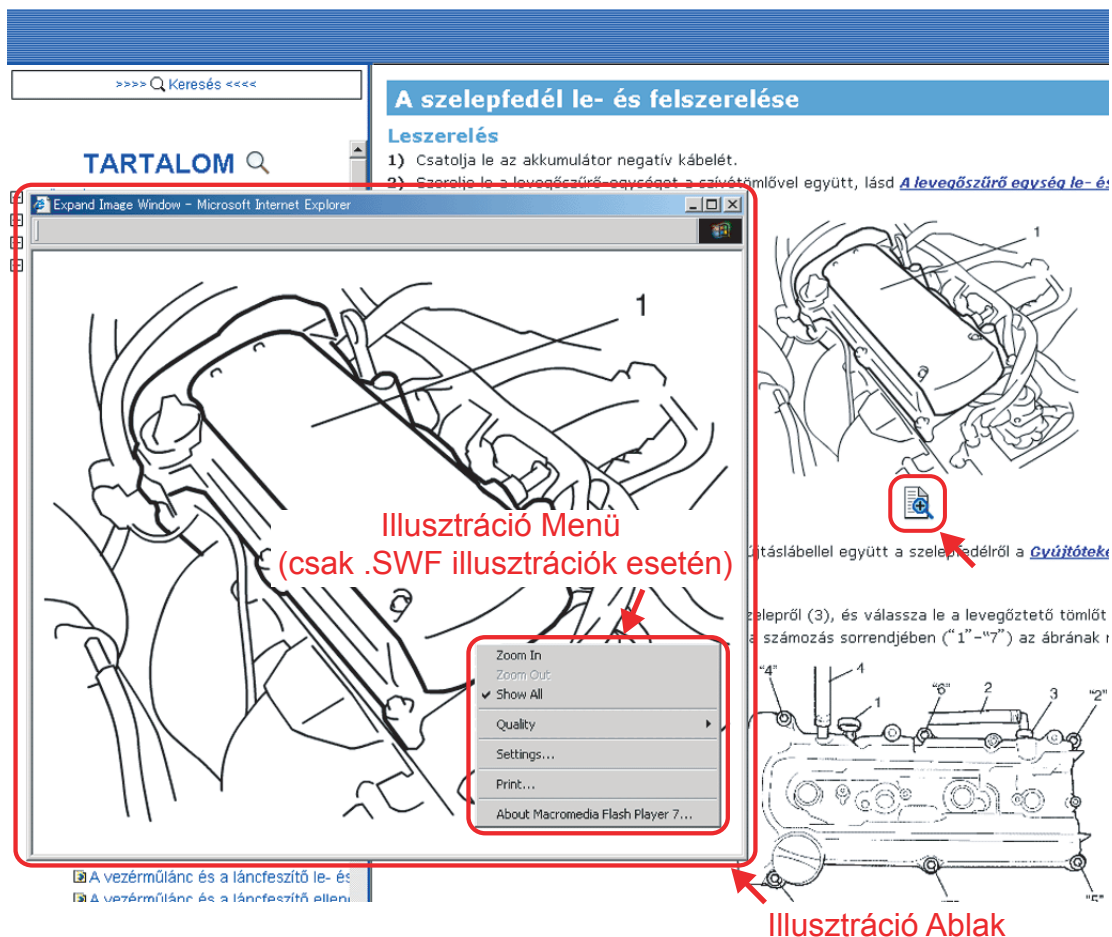 >>>> Keresés <<<<
TARTALOM
A szelepfedél le- és felszerelése
Leszerelés
1) Csatolja le az akkumulátor negatív kábelét.
2) Szerelje le a levegőszűrő-egységet a szívótömlővel együtt, lásd A levegőszűrő egység le- és
1
Expand Image Window - Microsoft Internet Explorer
1
Illusztráció Menü
(csak .SWF illusztrációk esetén)
Zoom In
Zoom Out
Show All
Quality
Settings...
Print...
About Macromedia Flash Player 7...
újtáslábellel együtt a szelepfedélről a Gyújtóteke
zelepről (3), és válassza le a levegőztető tömlőt
a számozás sorrendjében ("1"-"7") az ábrának
"4"
4
1
"6"
2
3
"2"
"5"
A vezérműlánc és a láncfeszítő le- és
A vezérműlánc és a láncfeszítő ellen
Illusztráció Ablak